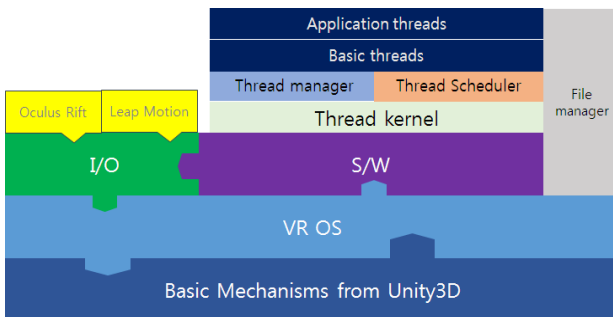 Application threads
Basic threads
Thread manager
Thread Scheduler
File
manager
Oculus Rift
Leap Motion
Thread kernel
I/O
S/W
VR OS
Basic Mechanisms from Unity3D